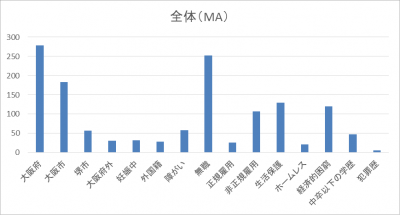 全体(MA)
300
250
200
150
100
50
0
大阪府
大阪市
堺市
大阪府外
妊娠中
外国籍
障がい
無職
正規雇用
非正規雇用
生活保護
ホームレス
経済的困窮
中卒以下の学歴
犯罪歴